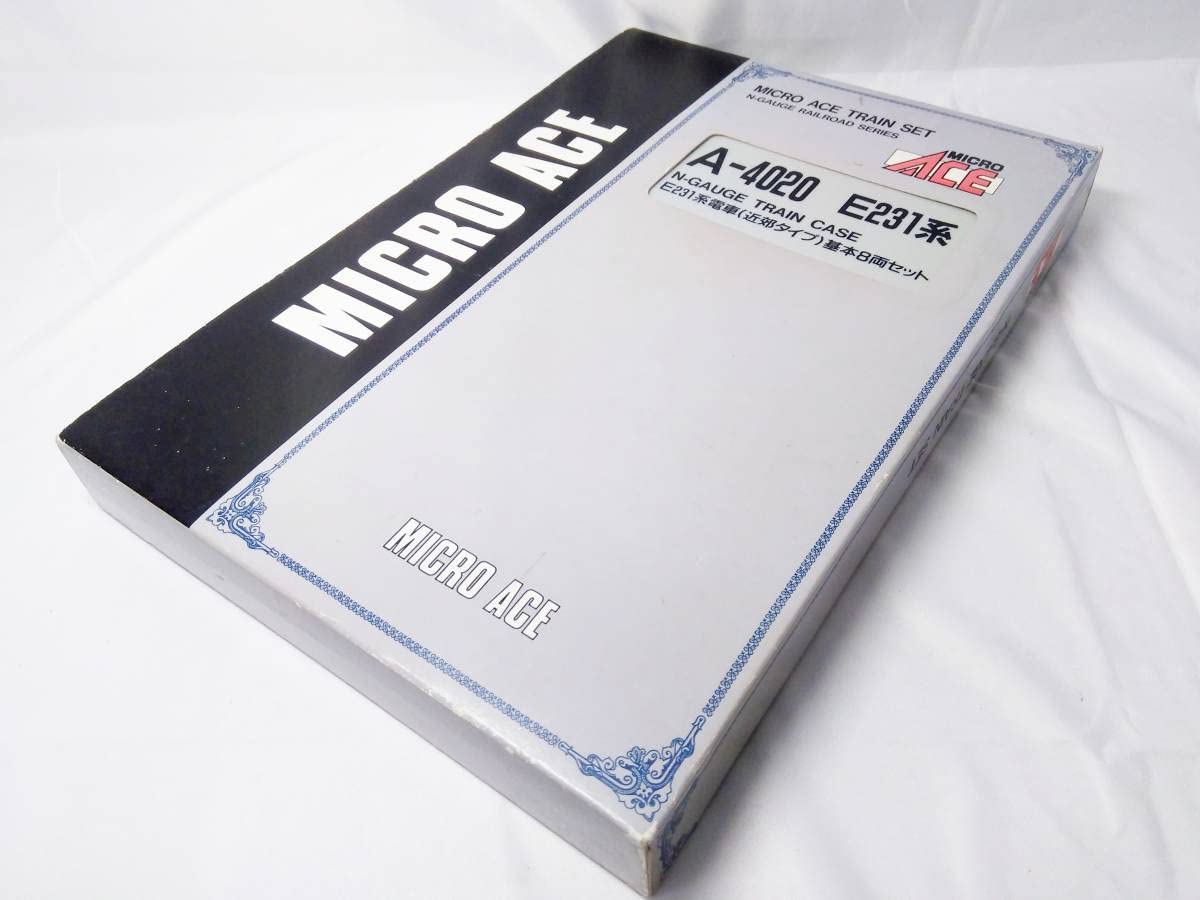 MICRO ACE
MICRO ACE TRAIN SET
N-GAUGE RAILROAD SERIES
MICRO
ACE
A-4020 E231系
N-GAUGE TRAIN CASE
E231系電車(近郊タイプ)基本8両セット
MICRO ACE